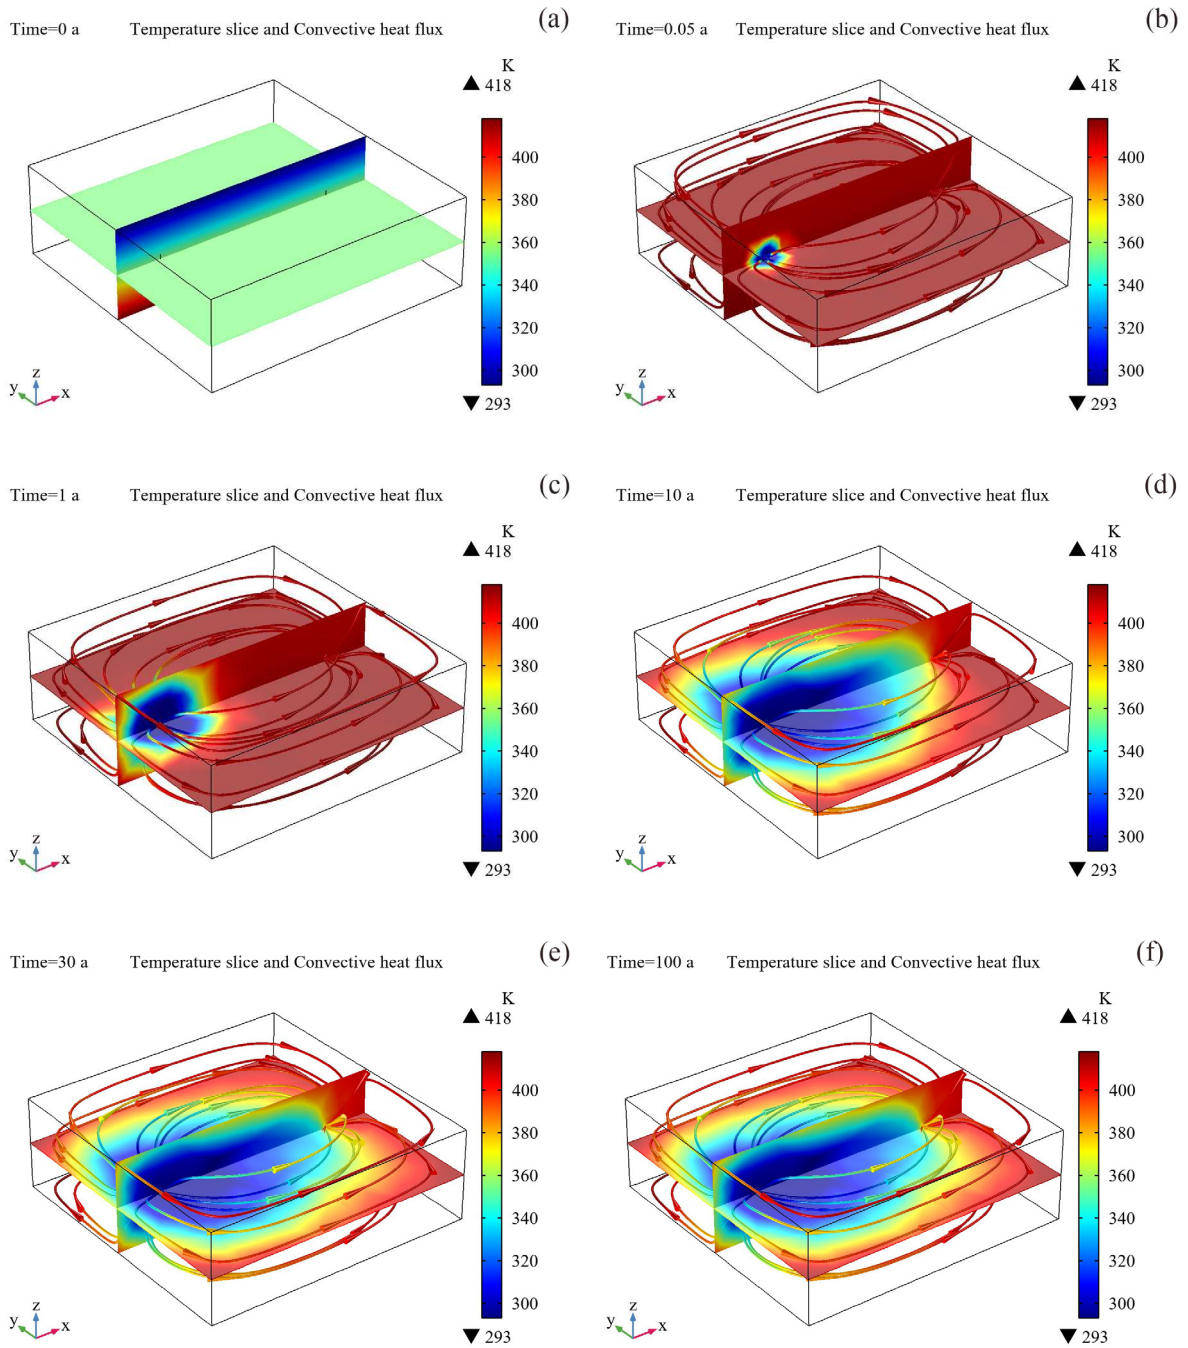 (a)
Time=0 a Temperature slice and Convective heat flux
K
418
400
380
360
340
320
300
293
y z x
(b)
Time=0.05 a Temperature slice and Convective heat flux
K
418
400
380
360
340
320
300
293
y z x
(c)
Time=1 a Temperature slice and Convective heat flux
K
418
400
380
360
340
320
300
293
y z x
(d)
Time=10 a Temperature slice and Convective heat flux
K
418
400
380
360
340
320
300
293
y z x
(e)
Time=30 a Temperature slice and Convective heat flux
K
418
400
380
360
340
320
300
293
y z x
(f)
Time=100 a Temperature slice and Convective heat flux
K
418
400
380
360
340
320
300
293
y z x